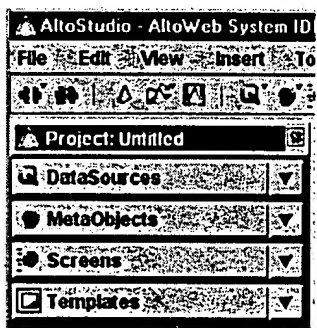 AltoStudio - AltoWeb System ID
File Edit View Insert To
Project: Untitled
DataSources
MetaObjects
Screens
Templates